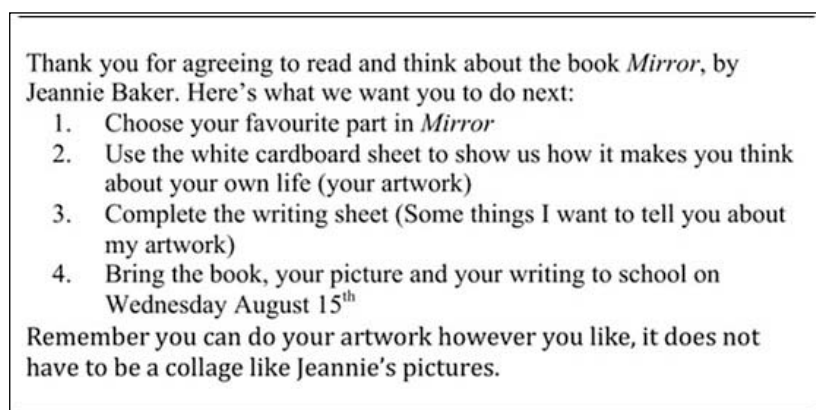 Thank you for agreeing to read and think about the book Mirror, by
Jeannie Baker. Here’s what we want you to do next:
1. Choose your favourite part in Mirror
2. Use the white cardboard sheet to show us how it makes you think
about your own life (your artwork)
3. Complete the writing sheet (Some things I want to tell you about
my artwork)
4. Bring the book, your picture and your writing to school on
Wednesday August 15th
Remember you can do your artwork however you like, it does not
have to be a collage like Jeannie’s pictures.